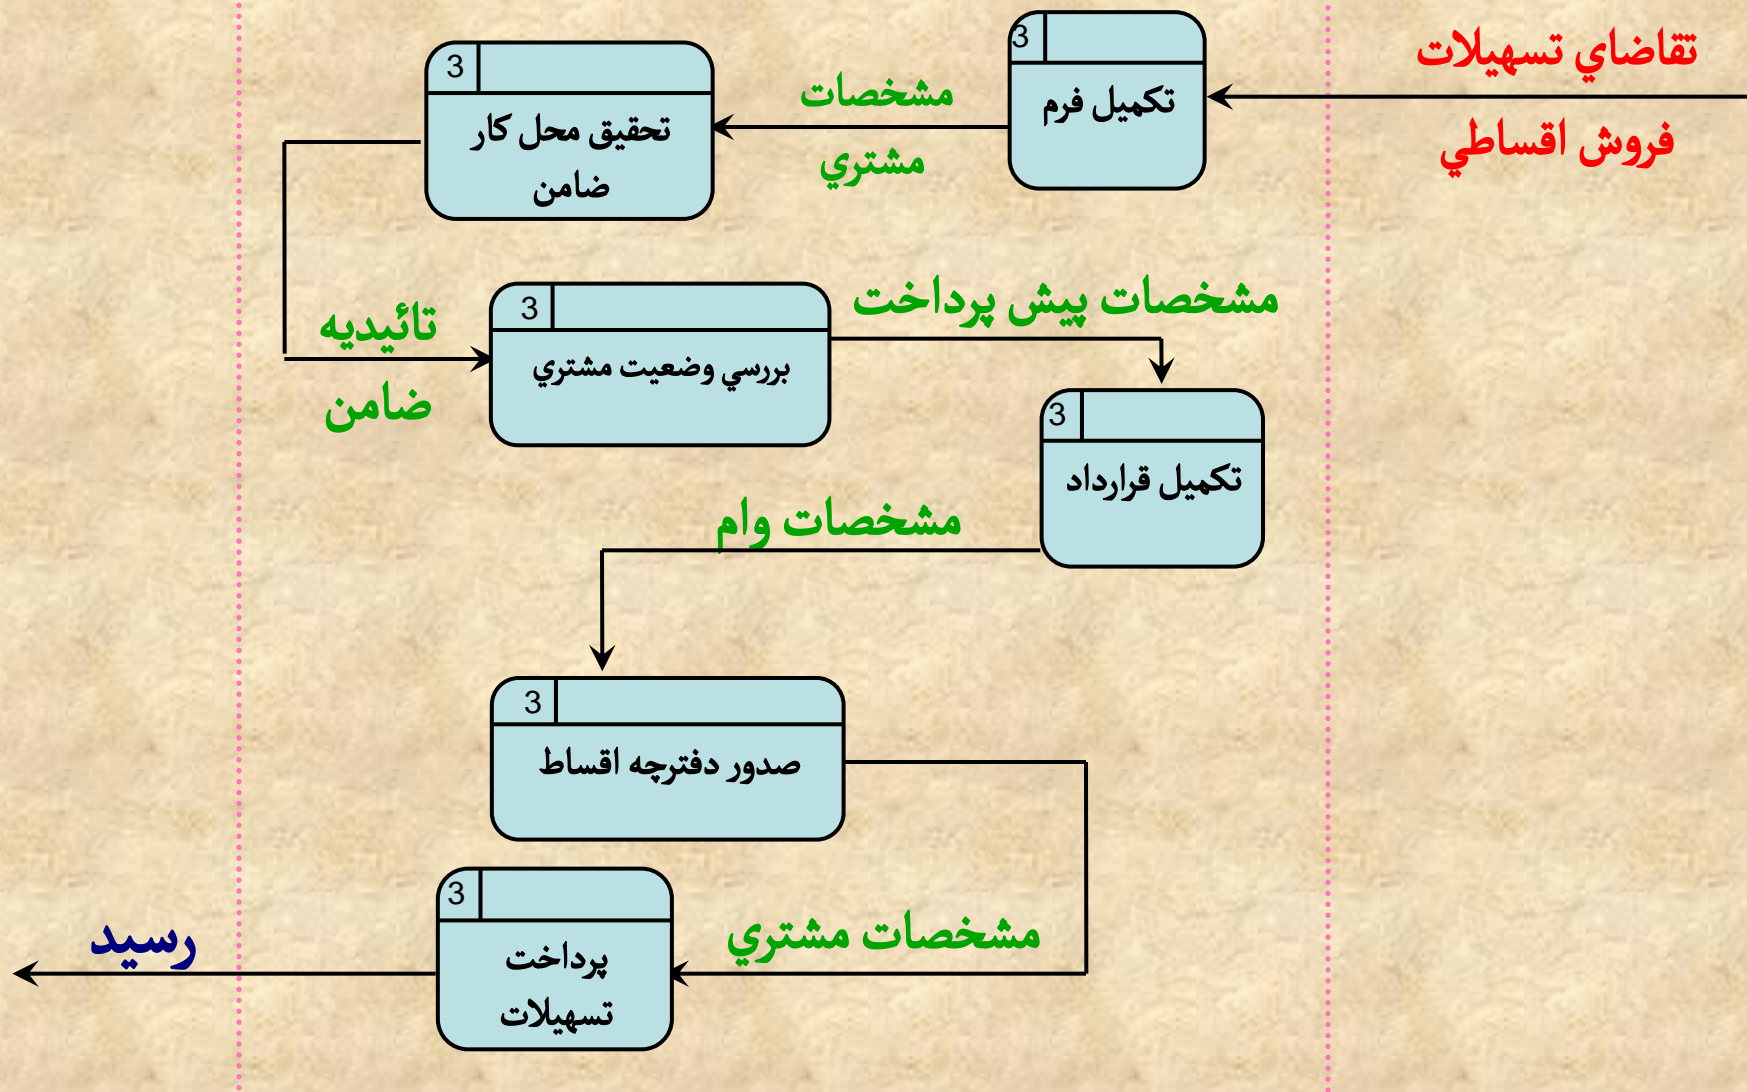 تقاضاي تسهيلات
فروش اقساطي
3
تكميل فرم
مشخصات
مشتري
3
تحقيق محل كار
ضامن
تائيديه
ضامن
3
بررسي وضعيت مشتري
مشخصات پيش پرداخت
3
تكميل قرارداد
مشخصات وام
3
صدور دفترچه اقساط
مشخصات مشتري
3
پرداخت
تسهيلات
رسيد